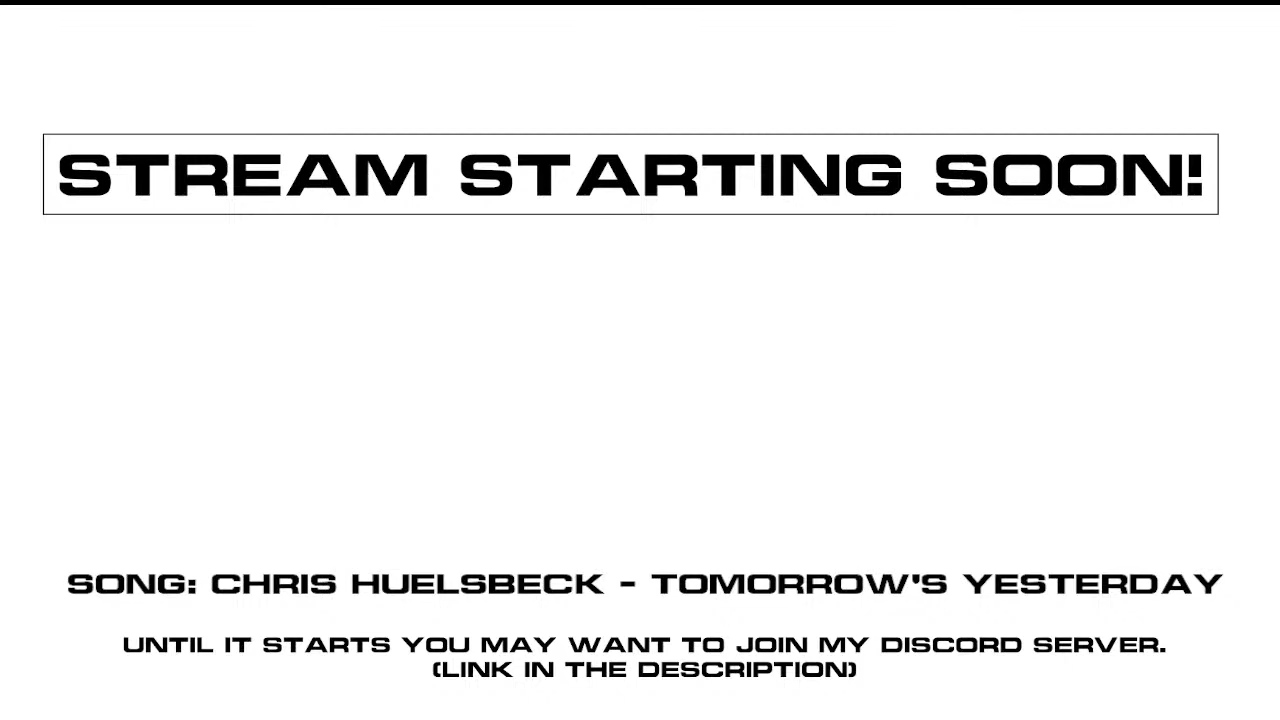 STREAM STARTING SOON!
SONG: CHRIS HUELSBECK - TOMORROW'S YESTERDAY
UNTIL IT STARTS YOU MAY WANT TO JOIN MY DISCORD SERVER.
(LINK IN THE DESCRIPTION)